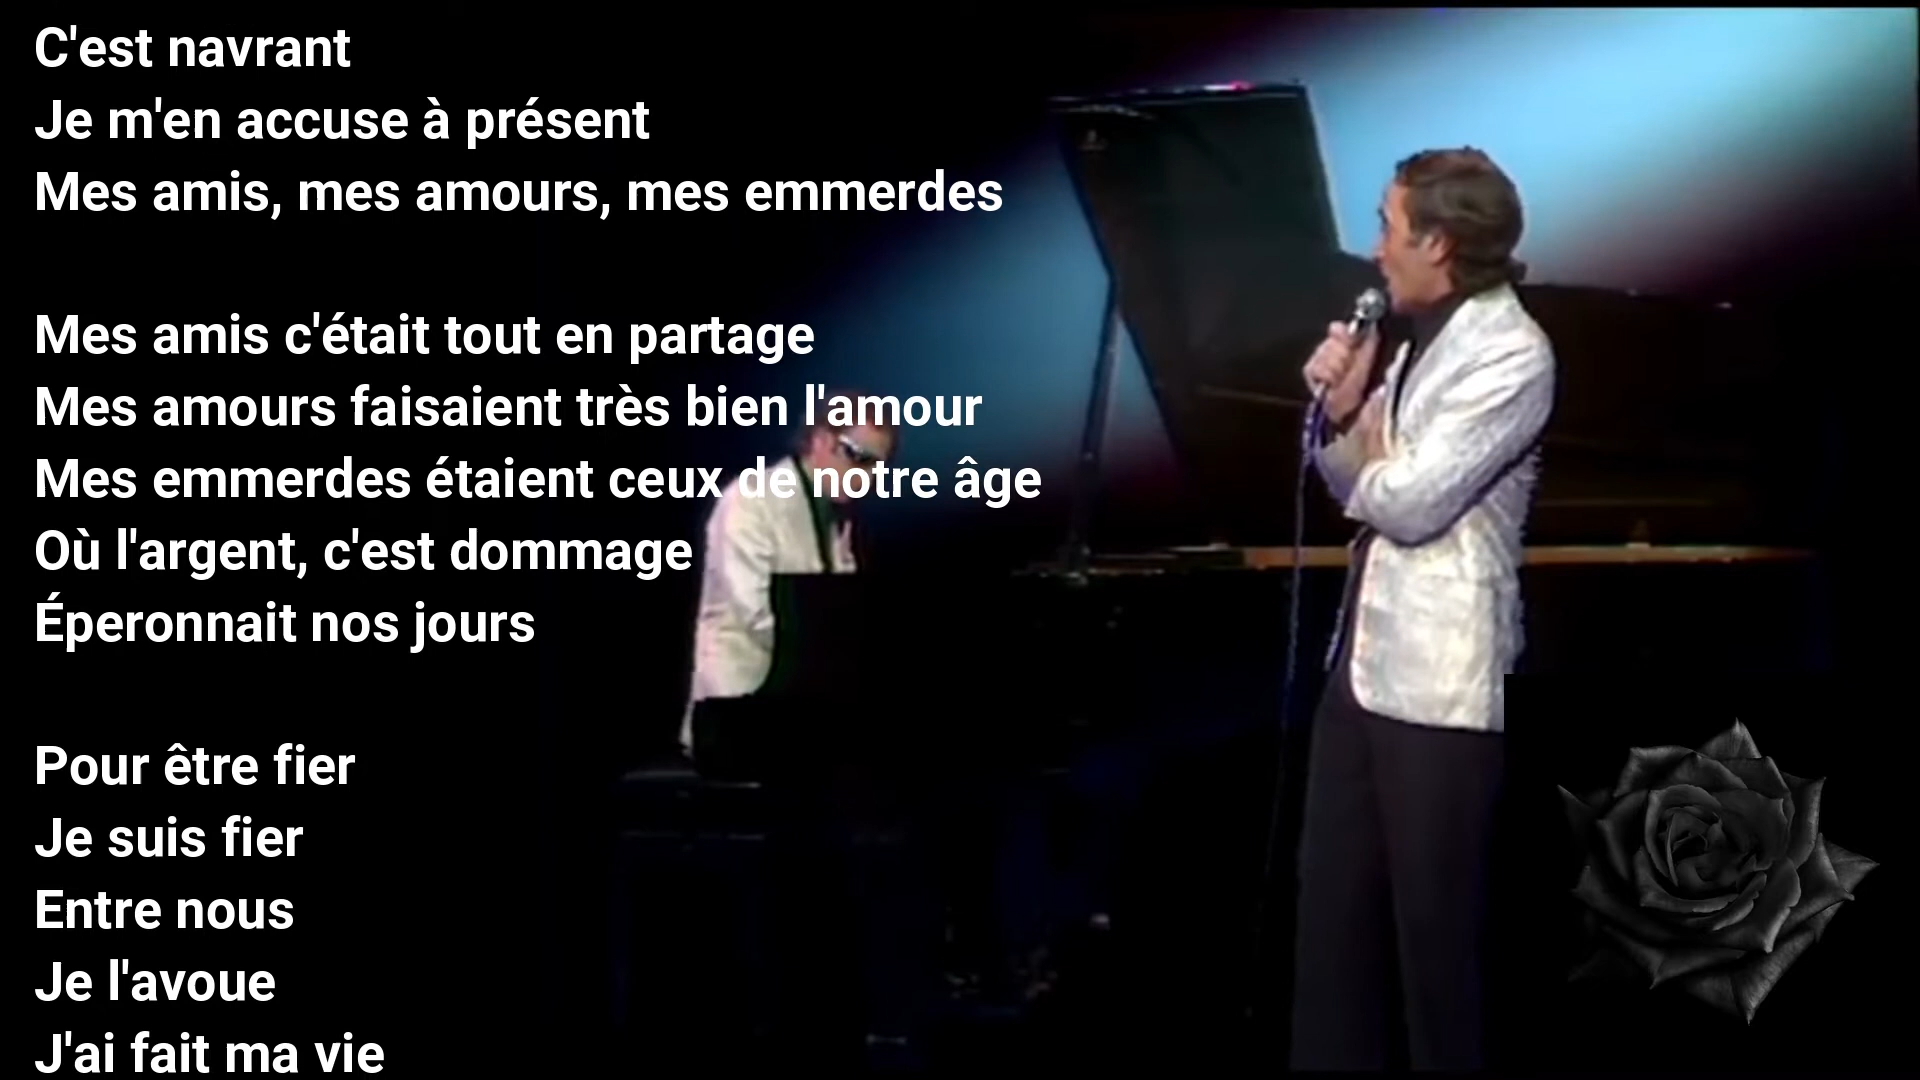 C'est navrant
Je m'en accuse à présent
Mes amis, mes amours, mes emmerdes
Mes amis c'était tout en partage
Mes amours faisaient très bien l'amour
Mes emmerdes étaient ceux de notre âge
Où l'argent, c'est dommage
Éperonnait nos jours
Pour être fier
Je suis fier
Entre nous
Je l'avoue
J'ai fait ma vie